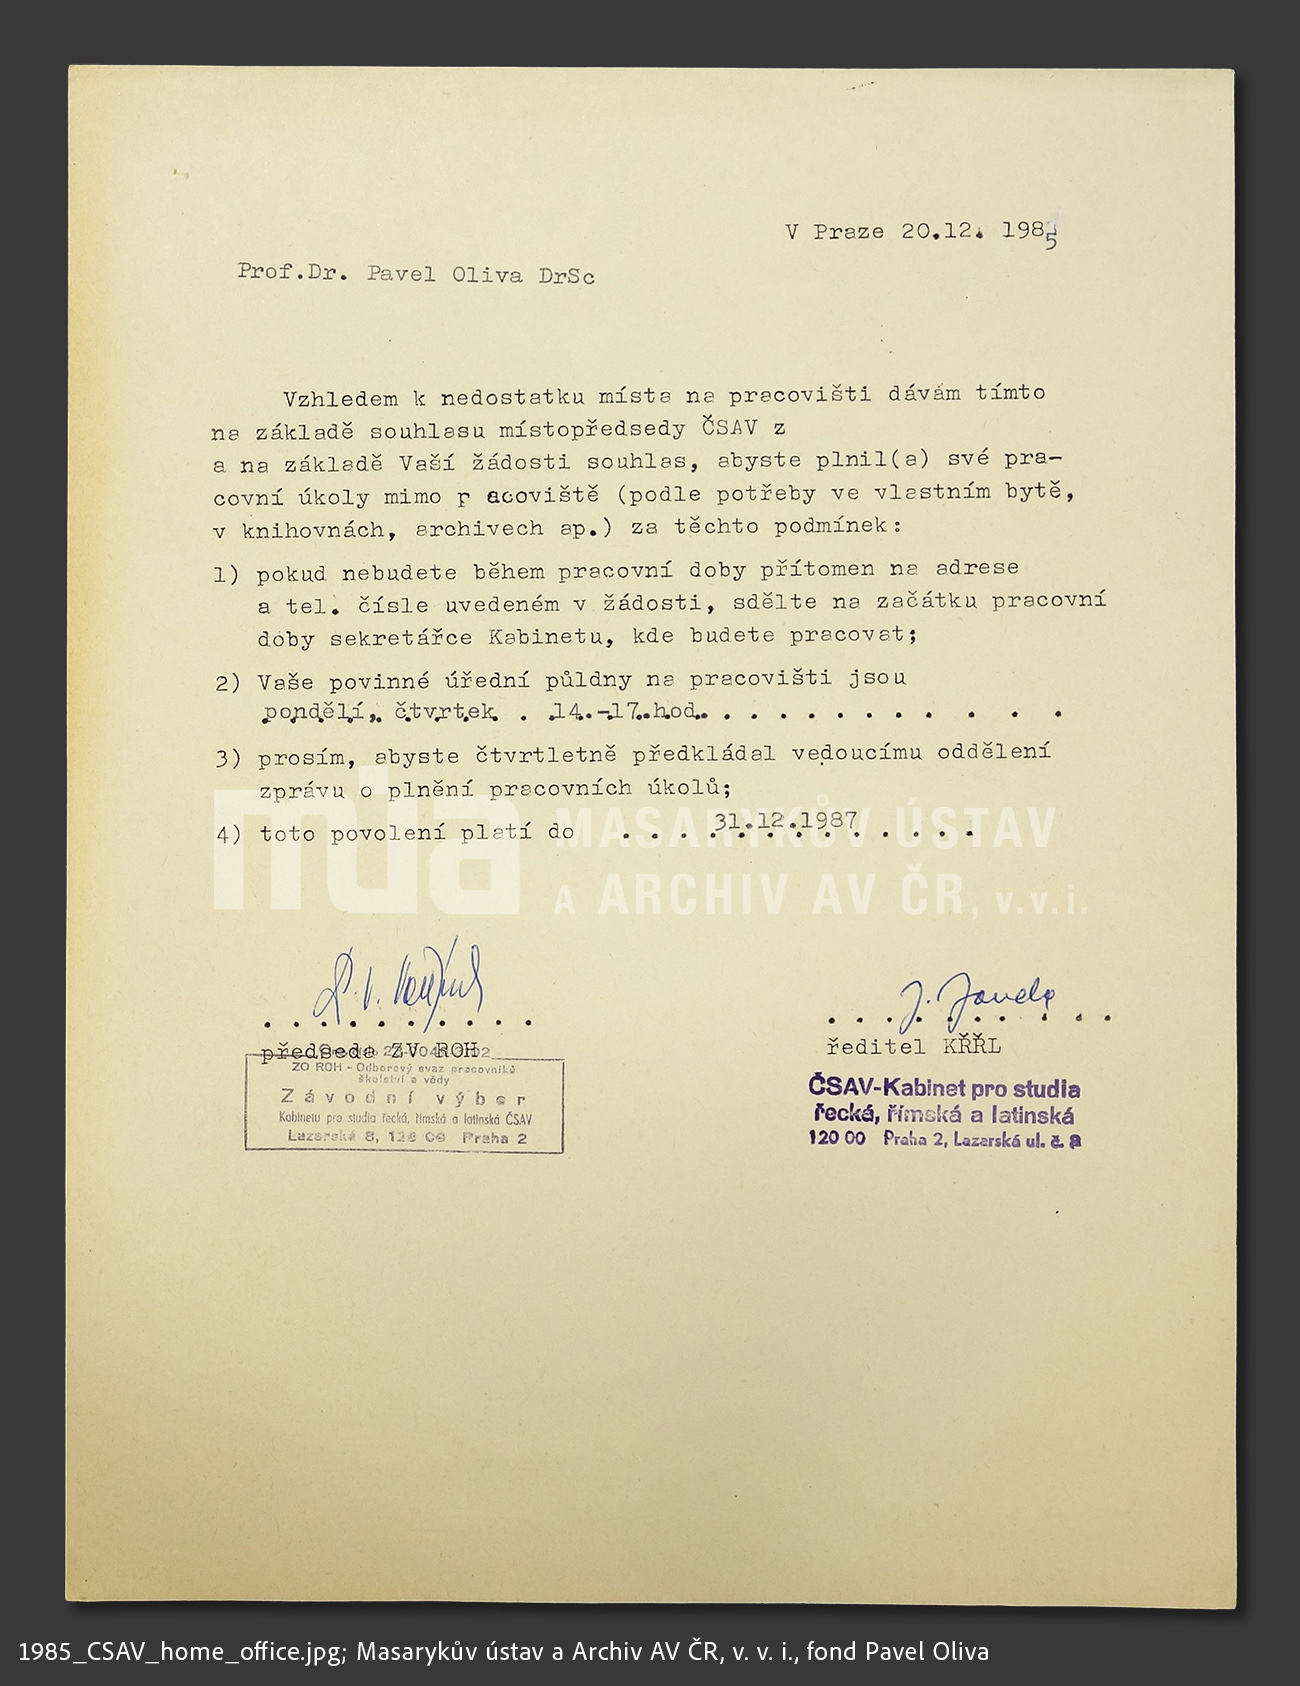 V Praze 20.12. 1985
Prof.Dr. Pavel Oliva DrSc
Vzhledem k nedostatku místa na pracovišti dávám tímto
na základě souhlasu místopředsedy ČSAV z
a na základě Vaší žádosti souhlas, abyste plnil(a) své pra-
covní úkoly mimo p acoviště (podle potřeby ve vlastním bytě,
v knihovnách, archivech ap.) za těchto podmínek:
1) pokud nebudete během pracovní doby přítomen na adrese
a tel. čísle uvedeném v žádosti, sdělte na začátku pracovní
doby sekretářce Kabinetu, kde budete pracovat;
2) Vaše povinné úřední půldny na pracovišti jsou
pondělí, čtvrtek . 14.-17.hod. . . . . . . . . . . . .
3) prosím, abyste čtvrtletně předkládal vedoucímu oddělení
zprávu o plnění pracovních úkolů;
4) toto povolení platí do . . . 31.12.1987 . . . .
múa MASARYKŮV ÚSTAV
A ARCHIV AV ČR, v.v.i.
J. Janda
. . . . . . . . . . . . . . . . . . . .
předseda ZV ROH
ředitel KŘŘL
ZO ROH - Odborový svaz pracovníků
školství a vědy
Závodní výbor
Kabinetu pro studia řecká, římská a latinská ČSAV
Lazarská 8, 128 00 Praha 2
ČSAV-Kabinet pro studia
řecká, římská a latinská
120 00 Praha 2, Lazarská ul. č. 8
1985_CSAV_home_office.jpg; Masarykův ústav a Archiv AV ČR, v. v. i., fond Pavel Oliva